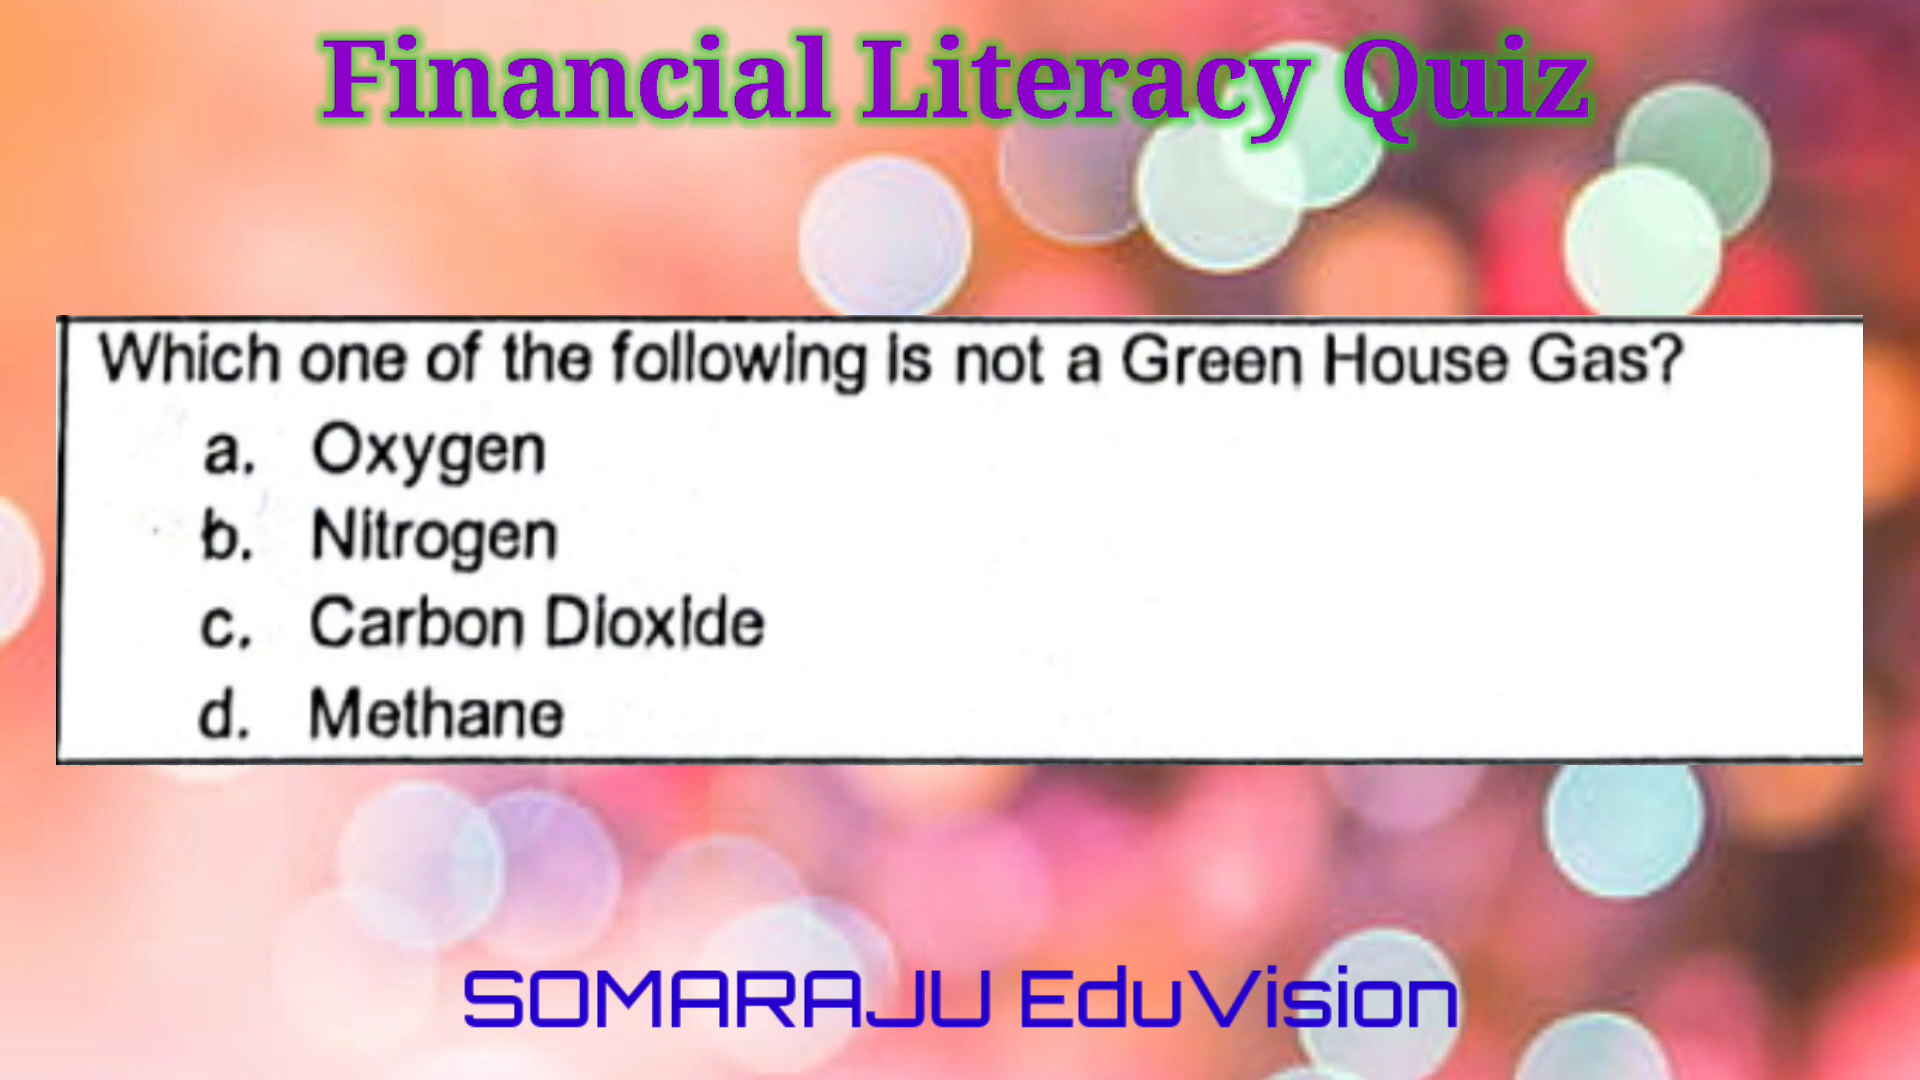 Financial Literacy Quiz
Which one of the following is not a Green House Gas?
a. Oxygen
b. Nitrogen
c. Carbon Dioxide
d. Methane
SOMARAJU EduVision